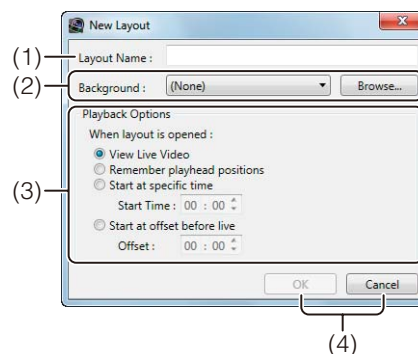 New Layout
(1) Layout Name :
(2) Background : (None) Browse...
Playback Options
When layout is opened :
View Live Video
Remember playhead positions
(3) Start at specific time
Start Time : 00 : 00
Start at offset before live
Offset : 00 : 00
OK Cancel
(4)